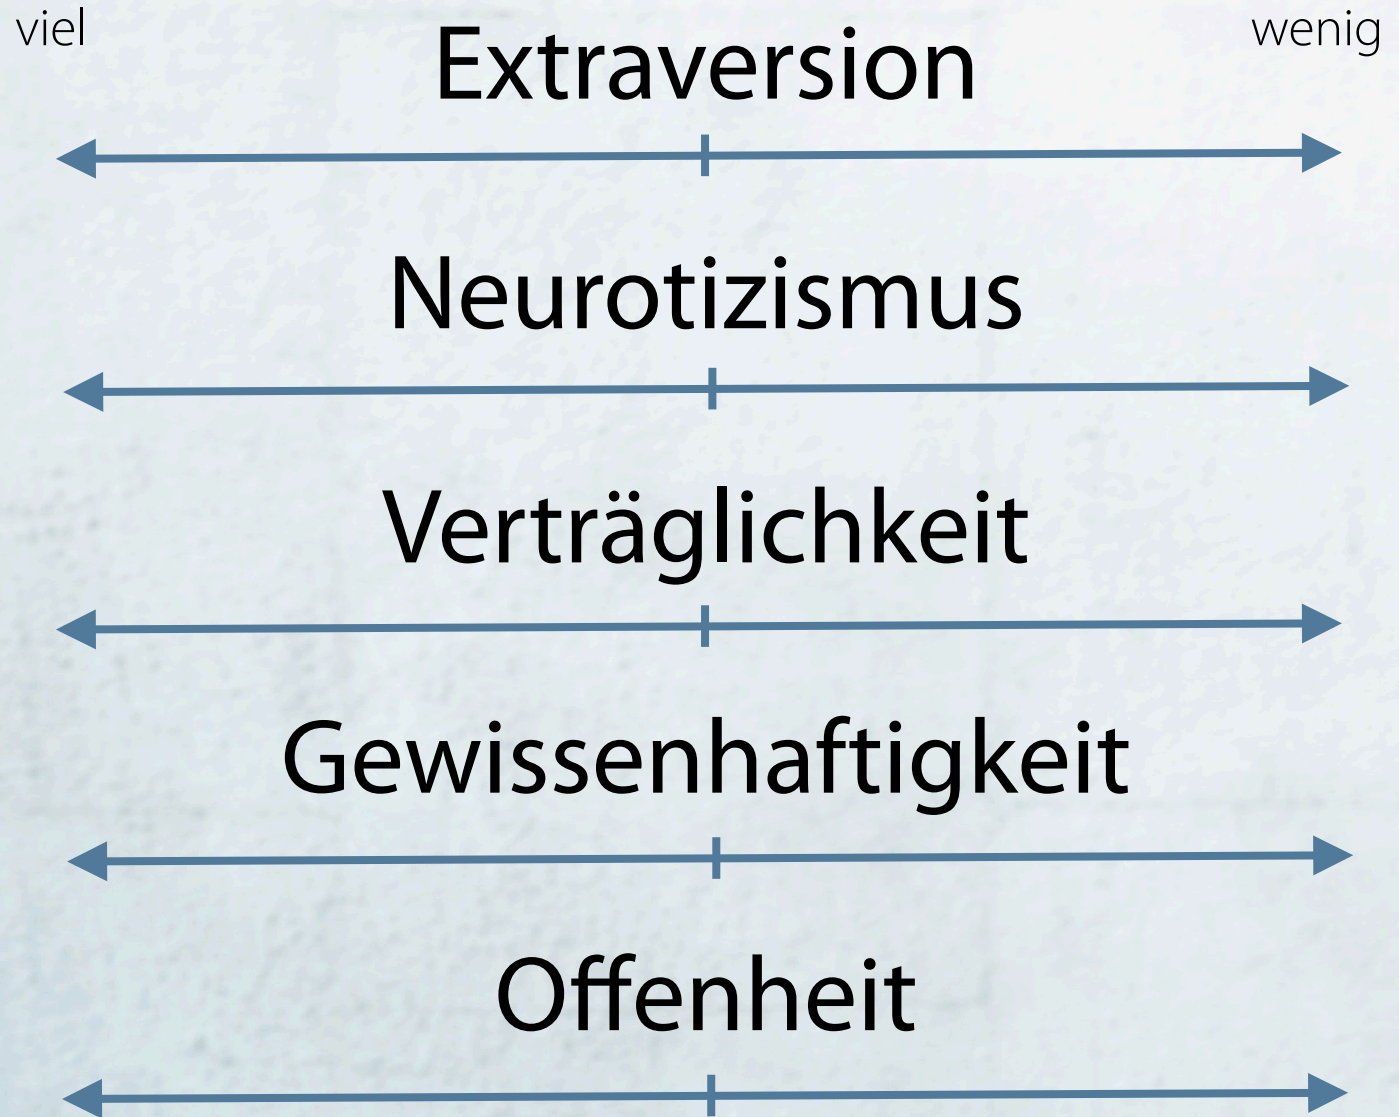 viel
wenig
Extraversion
Neurotizismus
Verträglichkeit
Gewissenhaftigkeit
Offenheit